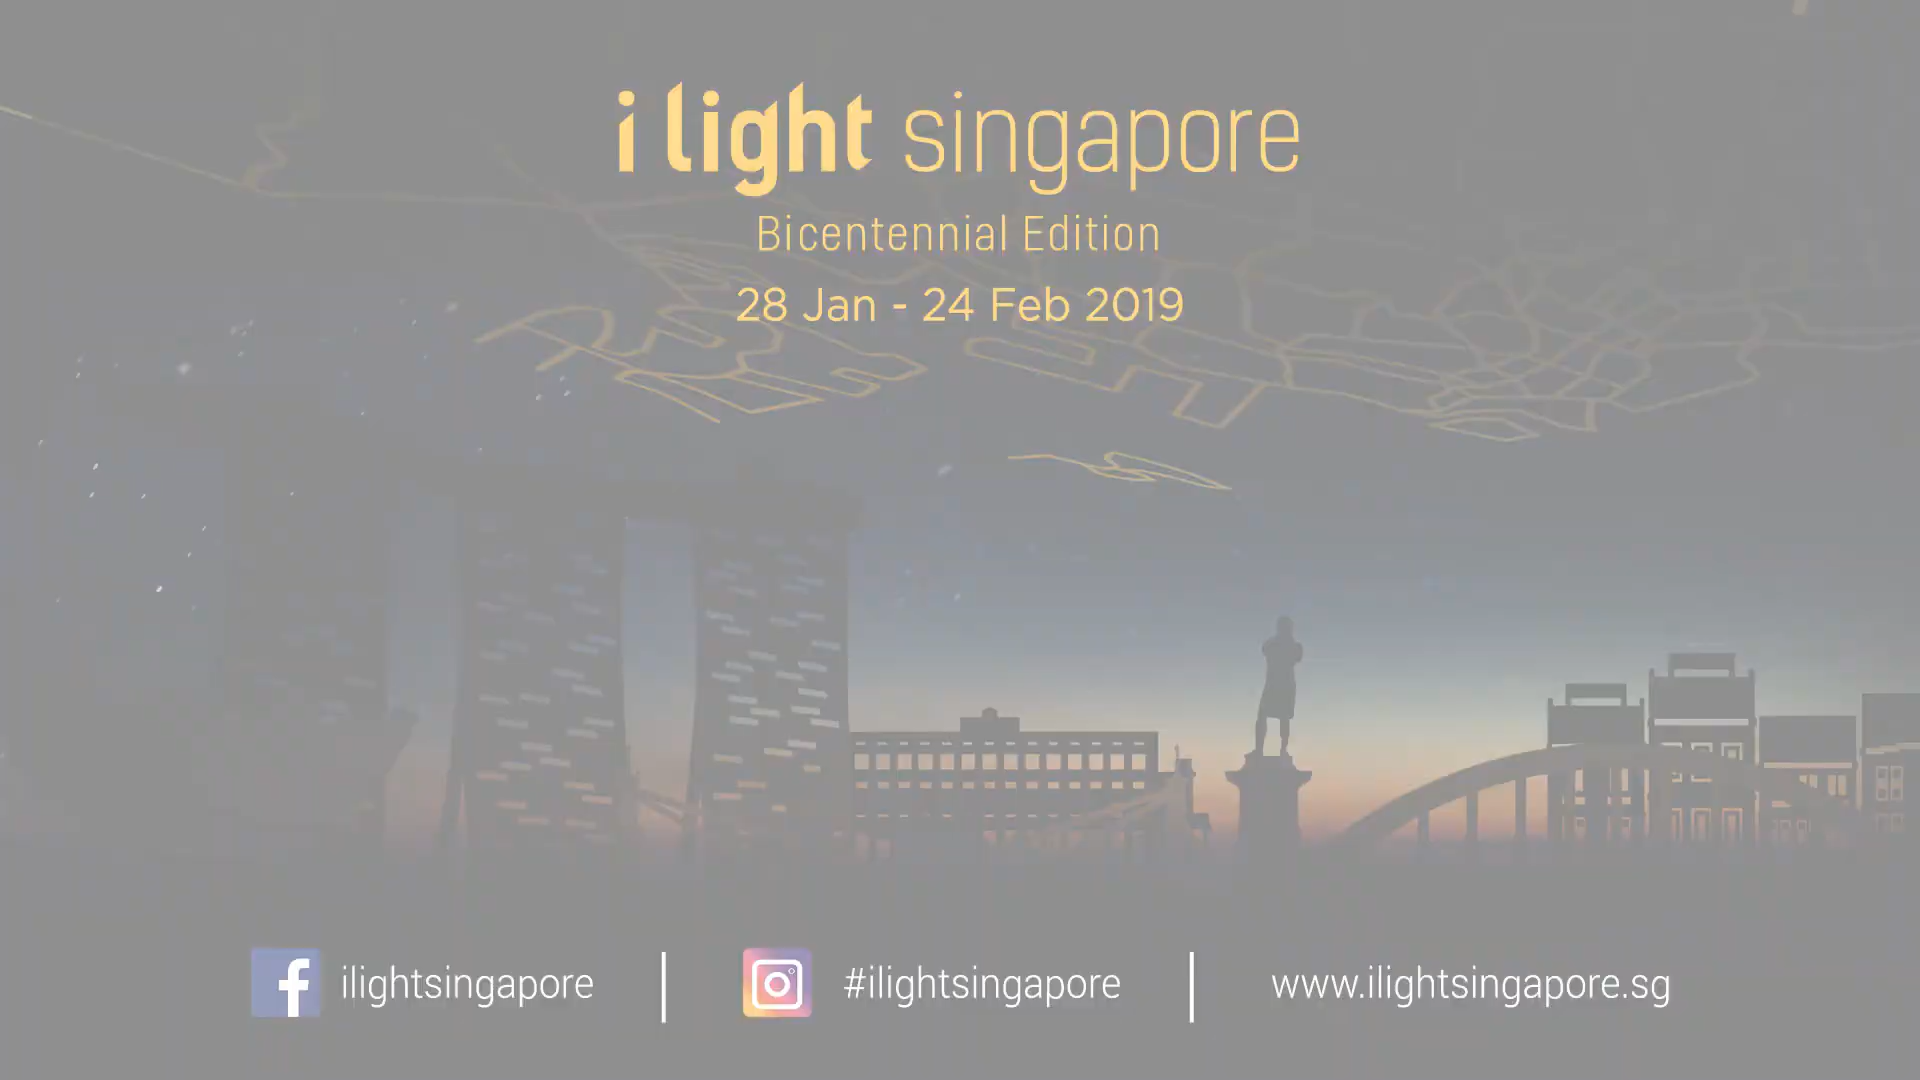 i light singapore
Bicentennial Edition
28 Jan - 24 Feb 2019
ilightsingapore
#ilightsingapore
www.ilightsingapore.sg